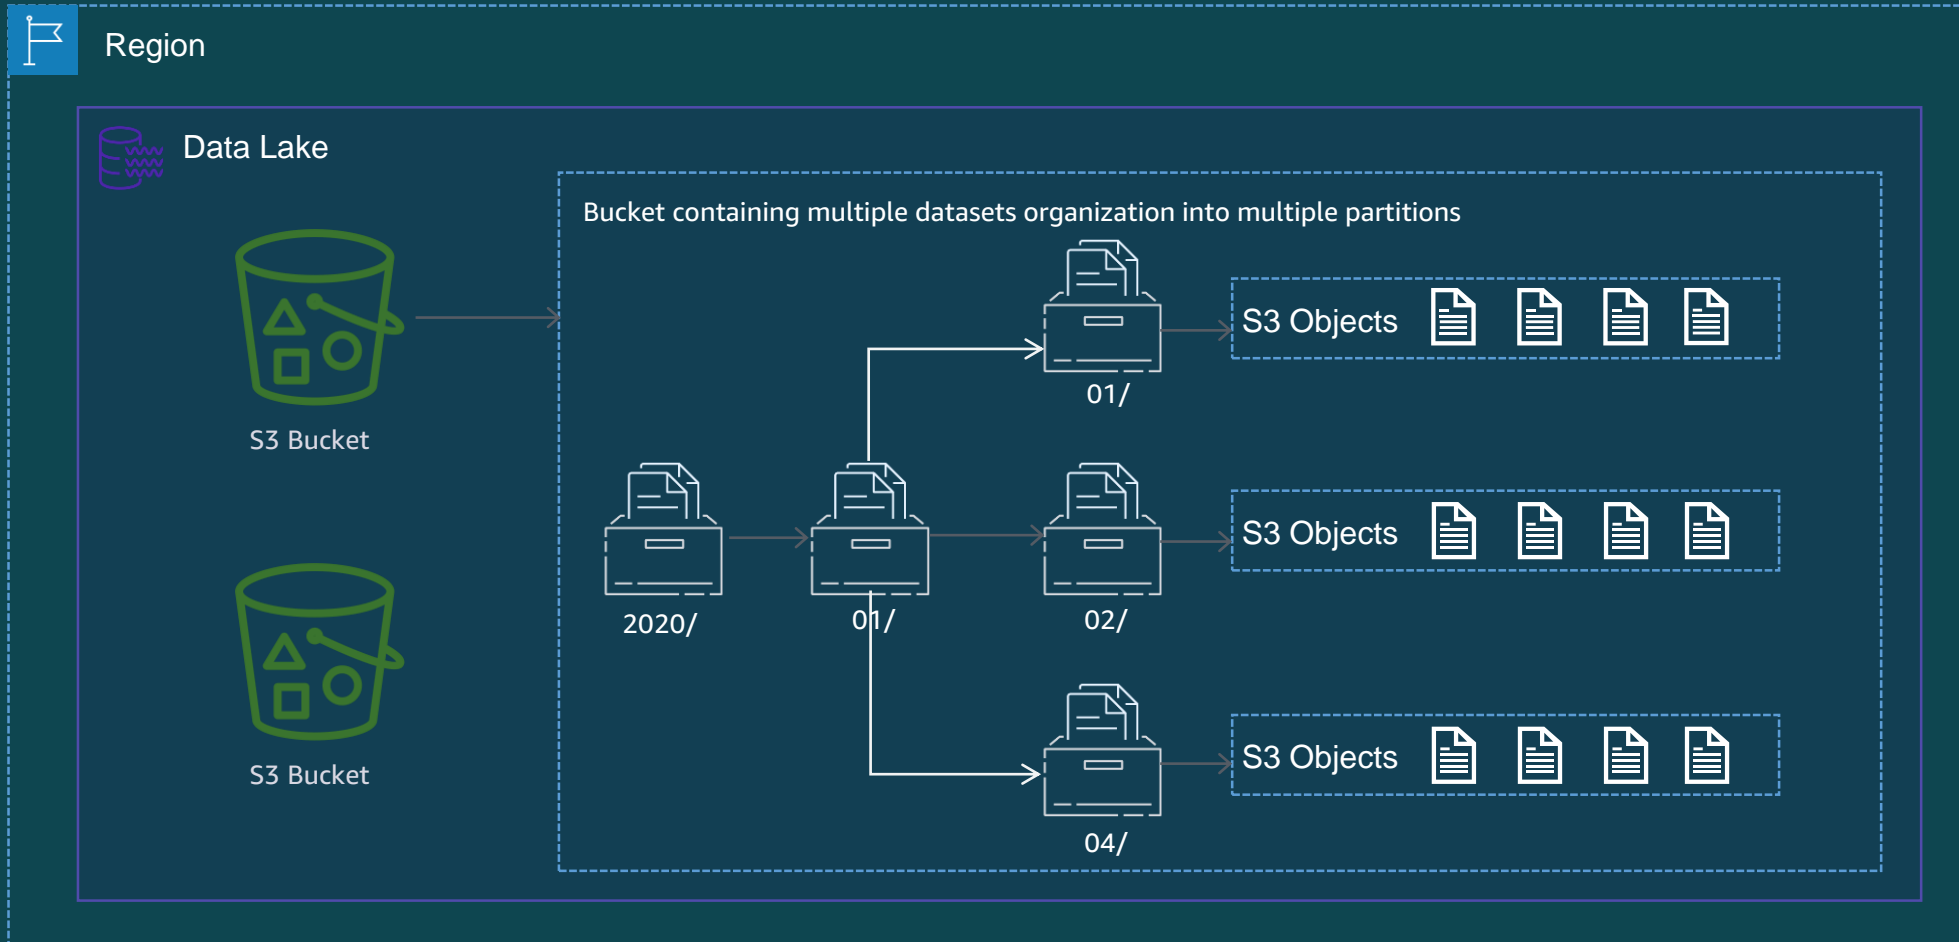 Region
Data Lake
Bucket containing multiple datasets organization into multiple partitions
S3 Objects
01/
S3 Bucket
S3 Objects
2020/
01/
02/
S3 Objects
S3 Bucket
04/